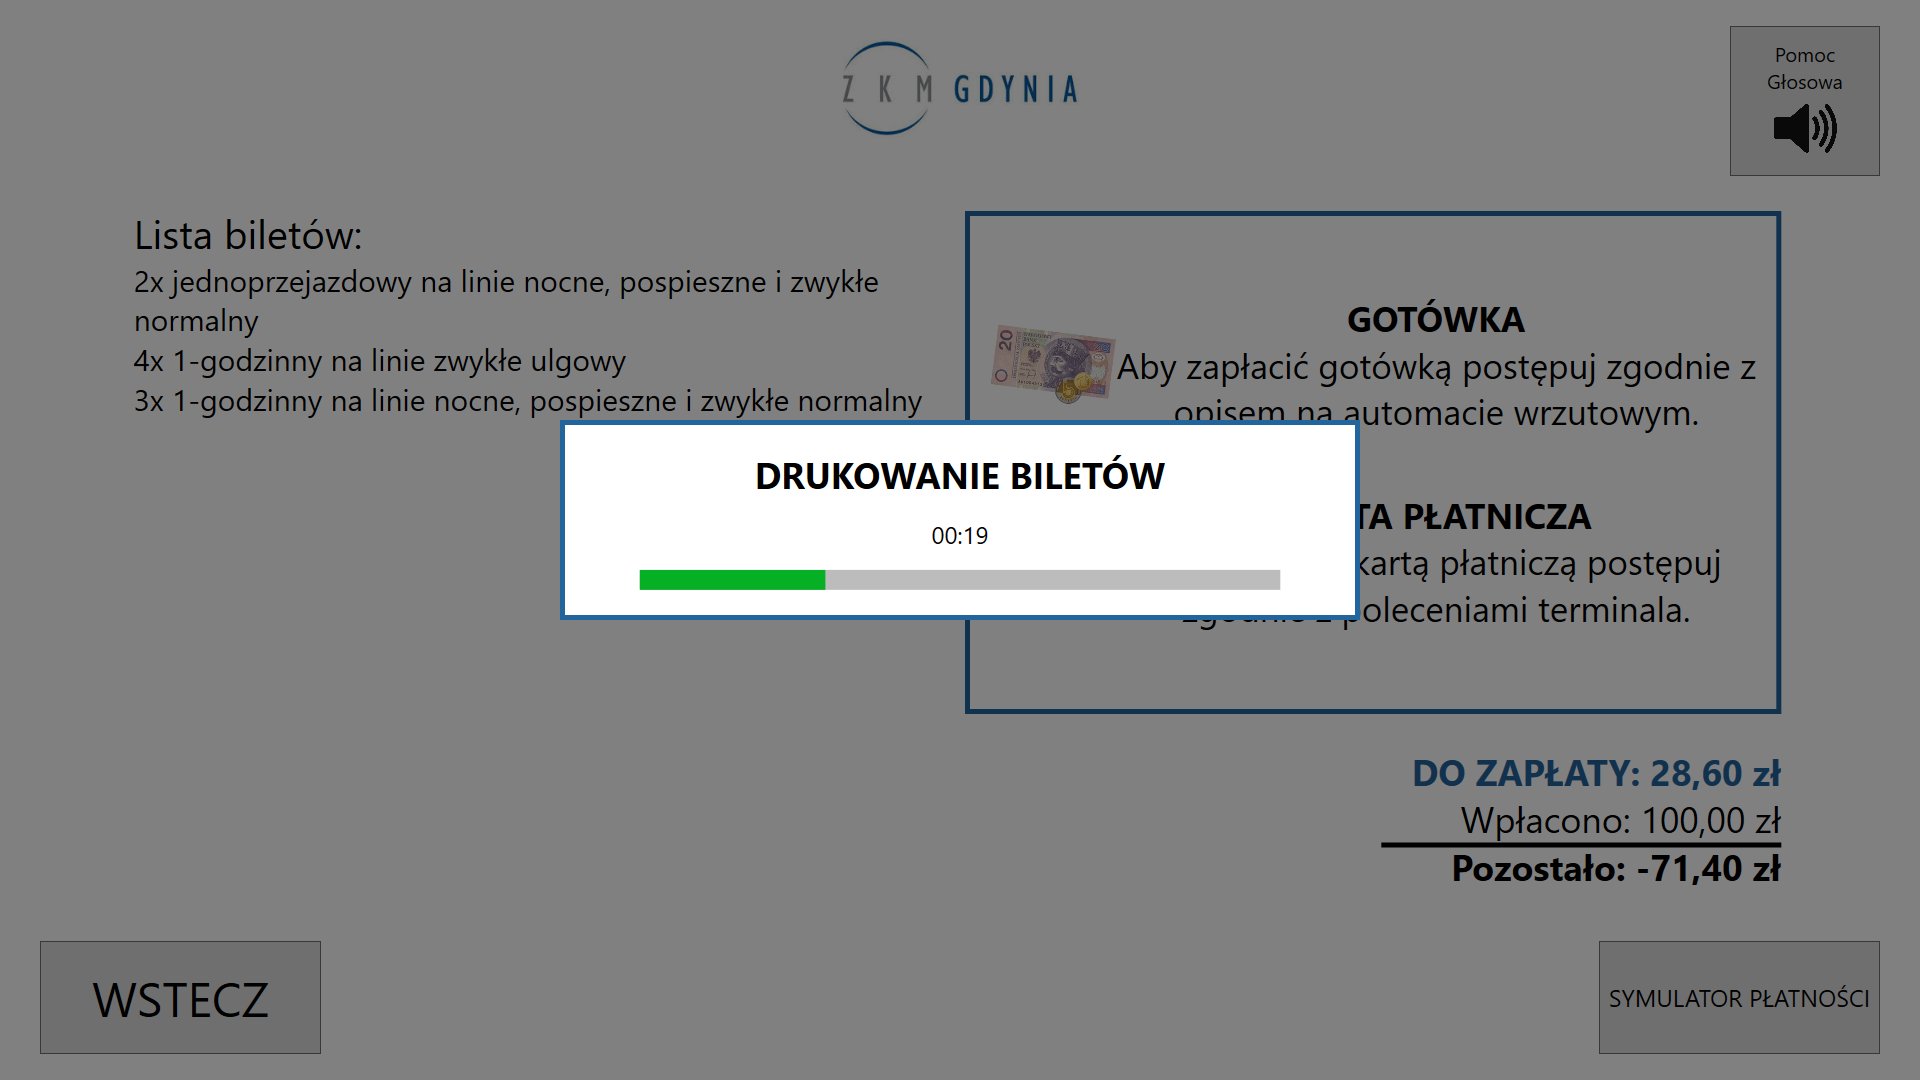 Z K M GDYNIA
Pomoc
Głosowa
Lista biletów:
2x jednoprzejazdowy na linie nocne, pospieszne i zwykłe
normalny
4x 1-godzinny na linie zwykłe ulgowy
3x 1-godzinny na linie nocne, pospieszne i zwykłe normalny
20
GOTÓWKA
Aby zapłacić gotówką postępuj zgodnie z
opisem na automacie wrzutowym.
DRUKOWANIE BILETÓW
00:19
TA PŁATNICZA
kartą płatniczą postępuj
zgodnie z poleceniami terminala.
DO ZAPŁATY: 28,60 zł
Wpłacono: 100,00 zł
Pozostało: -71,40 zł
WSTECZ
SYMULATOR PŁATNOŚCI